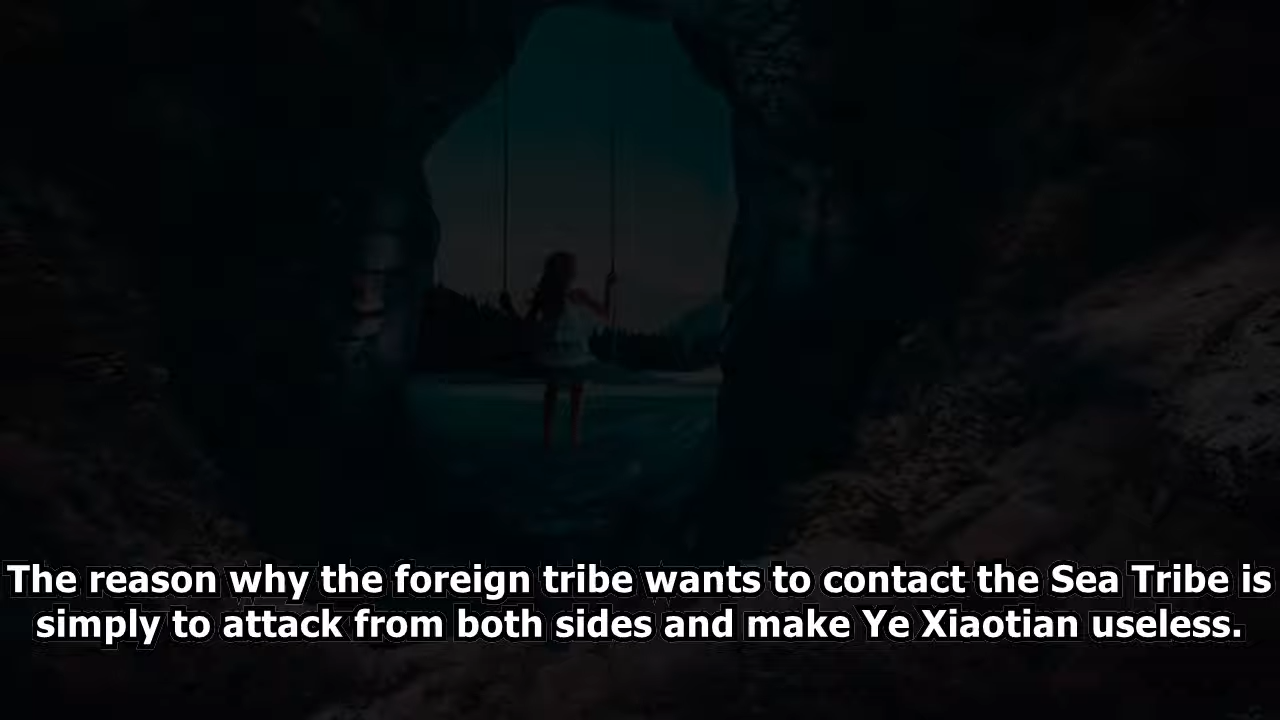 The reason why the foreign tribe wants to contact the Sea Tribe is
simply to attack from both sides and make Ye Xiaotian useless.